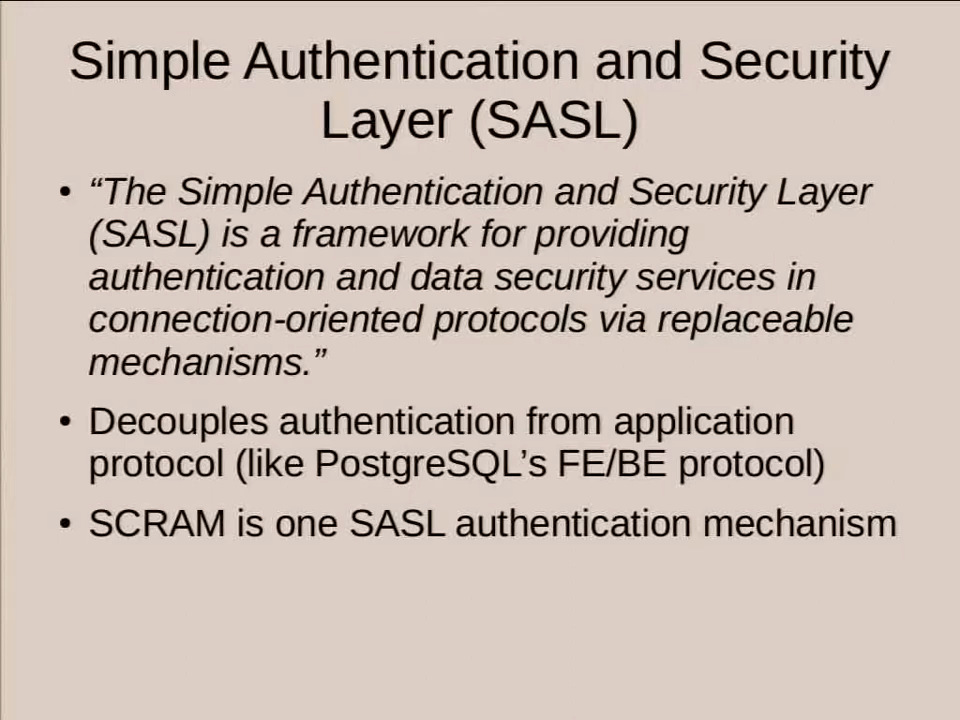 Simple Authentication and Security
Layer (SASL)
• “The Simple Authentication and Security Layer
(SASL) is a framework for providing
authentication and data security services in
connection-oriented protocols via replaceable
mechanisms.”
• Decouples authentication from application
protocol (like PostgreSQL’s FE/BE protocol)
• SCRAM is one SASL authentication mechanism